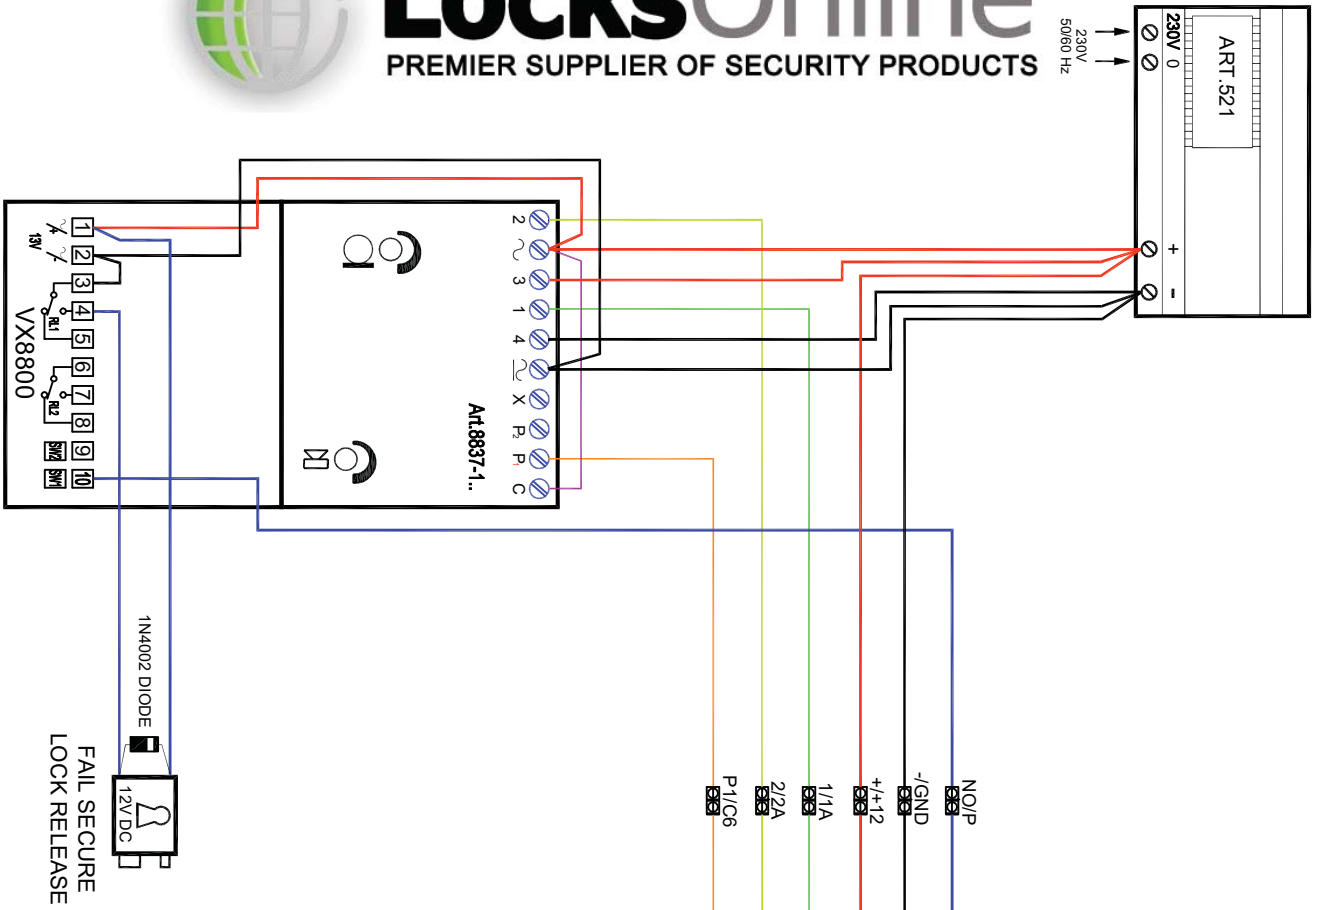 LocksOnline
PREMIER SUPPLIER OF SECURITY PRODUCTS
230V
50/60 Hz
230V
0
ART.521
+
-
2
3
1
4
X
P2
P1
C
Art.8837-1..
1
2
3
4
5
6
7
8
9
10
13V
RL1
RL2
SW2
SW1
VX8800
1N4002 DIODE
12V DC
FAIL SECURE
LOCK RELEASE
P1/C6
2/2A
1/1A
+/+12
-/GND
NO/P